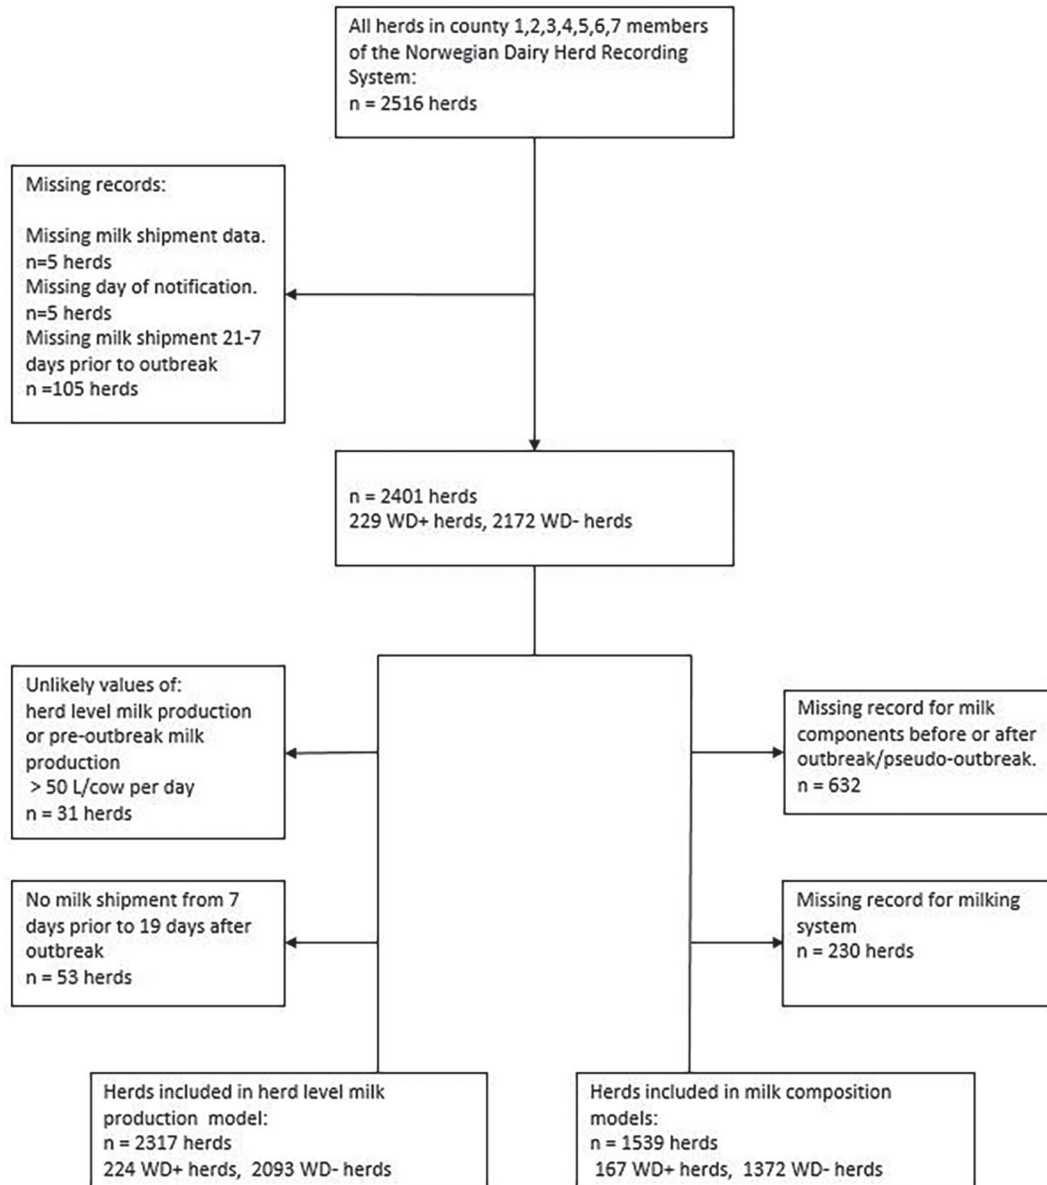 All herds in county 1,2,3,4,5,6,7 members
of the Norwegian Dairy Herd Recording
System:
n = 2516 herds
Missing records:
Missing milk shipment data.
n=5 herds
Missing day of notification.
n=5 herds
Missing milk shipment 21-7
days prior to outbreak
n =105 herds
n = 2401 herds
229 WD+ herds, 2172 WD- herds
Unlikely values of:
herd level milk production
or pre-outbreak milk
production
> 50 L/cow per day
n = 31 herds
Missing record for milk
components before or after
outbreak/pseudo-outbreak.
n = 632
No milk shipment from 7
days prior to 19 days after
outbreak
n = 53 herds
Missing record for milking
system
n = 230 herds
Herds included in herd level milk
production model:
n = 2317 herds
224 WD+ herds, 2093 WD- herds
Herds included in milk composition
models:
n = 1539 herds
167 WD+ herds, 1372 WD- herds